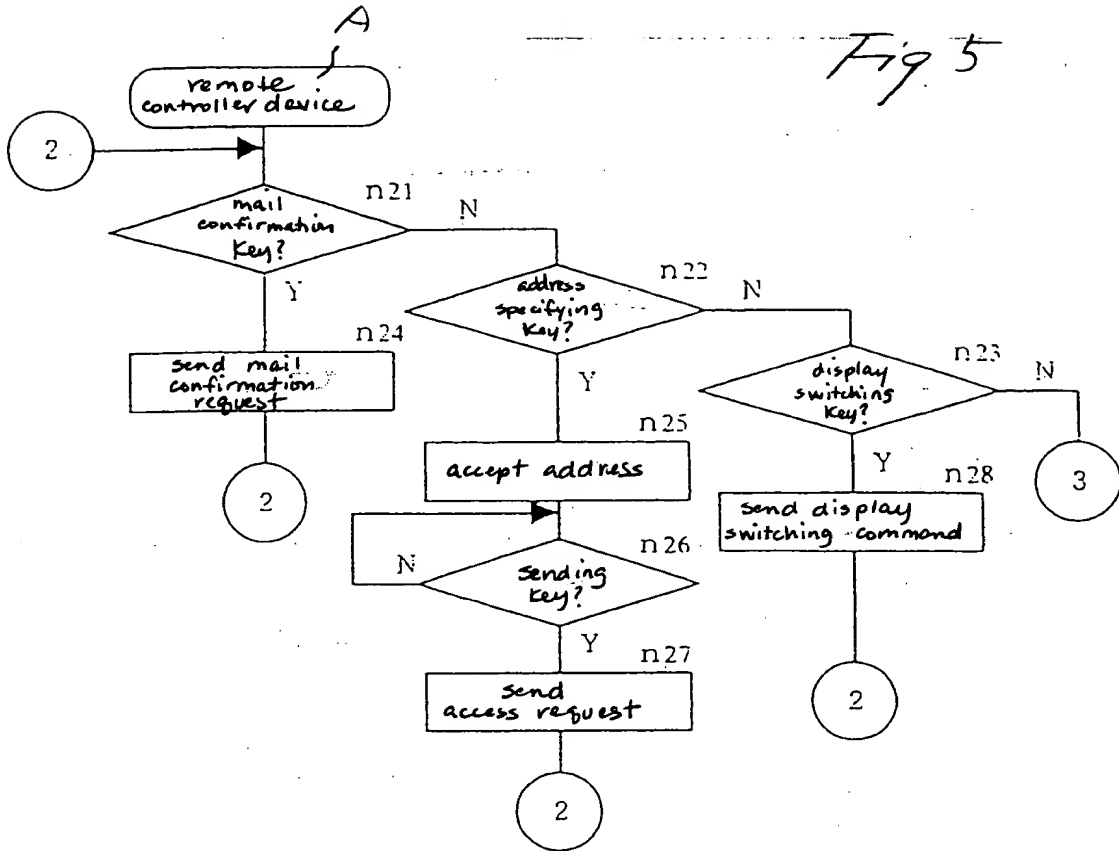 A
Fig 5
remote
controller device
2
n21
mail
confirmation
key?
N
Y
n22
address
specifying
key?
N
Y
n23
display
switching
key?
N
Y
3
n24
send mail
confirmation
request
2
n25
accept address
n26
sending
key?
N
Y
n27
send
access request
2
n28
send display
switching command
2